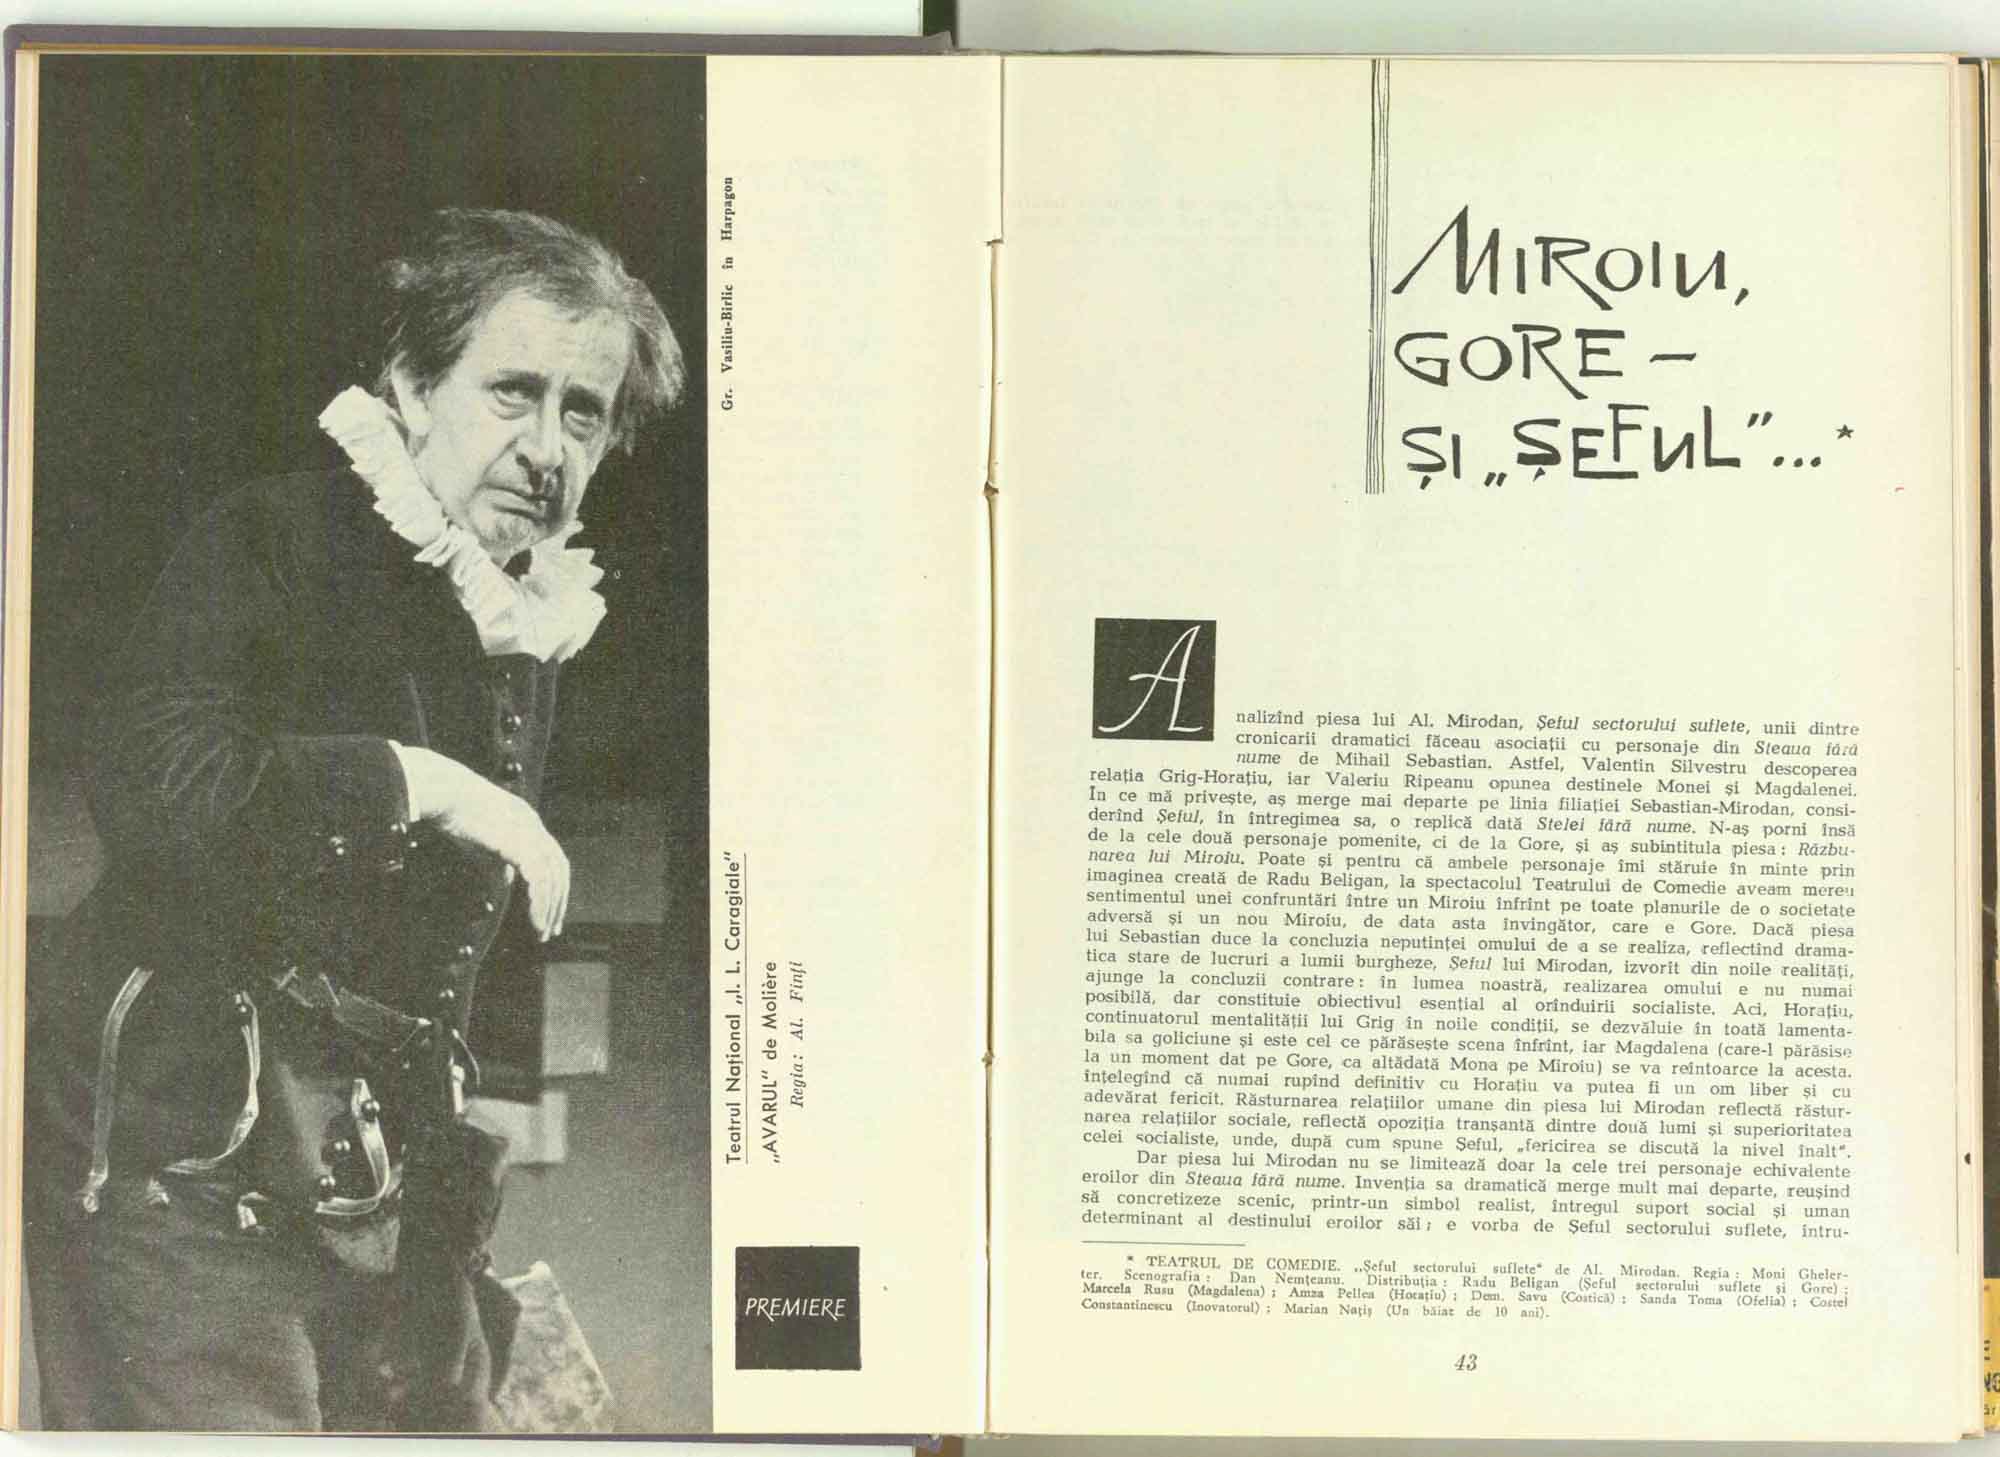 Gr. Vasiliu-Birlic în Harpagon
Teatrul Național „I. L. Caragiale"
„AVARUL" de Molière
Regia: Al. Finți
PREMIERE
MIROIU,
GORE –
ȘI „ȘEFUL"...*
A
nalizînd piesa lui Al. Mirodan, Șeful sectorului suflete, unii dintre
cronicarii dramatici făceau asociații cu personaje din Steaua fără
nume de Mihail Sebastian. Astfel, Valentin Silvestru descoperea
relația Grig-Horațiu, iar Valeriu Ripeanu opunea destinele Monei și Magdalenei.
În ce mă privește, aș merge mai departe pe linia filiației Sebastian-Mirodan, consi-
derînd Șeful, în întregimea sa, o replică dată Stelei fără nume. N-aș porni însă
de la cele două personaje pomenite, ci de la Gore, și aș subintitula piesa : Răzbu-
narea lui Miroiu. Poate și pentru că ambele personaje îmi stăruie în minte prin
imaginea creată de Radu Beligan, la spectacolul Teatrului de Comedie aveam mereu
sentimentul unei confruntări între un Miroiu înfrînt pe toate planurile de o societate
adversă și un nou Miroiu, de data asta învingător, care e Gore. Dacă piesa
lui Sebastian duce la concluzia neputinței omului de a se realiza, reflectînd drama-
tica stare de lucruri a lumii burgheze, Șeful lui Mirodan, izvorît din noile realități,
ajunge la concluzii contrare : în lumea noastră, realizarea omului e nu numai
posibilă, dar constituie obiectivul esențial al orînduirii socialiste. Aci, Horațiu,
continuatorul mentalității lui Grig în noile condiții, se dezvăluie în toată lamenta-
bila sa goliciune și este cel ce părăsește scena înfrînt, iar Magdalena (care-l părăsise
la un moment dat pe Gore, ca altădată Mona pe Miroiu) se va reîntoarce la acesta,
înțelegînd că numai rupînd definitiv cu Horațiu va putea fi un om liber și cu
adevărat fericit. Răsturnarea relațiilor umane din piesa lui Mirodan reflectă răstur-
narea relațiilor sociale, reflectă opoziția tranșantă dintre două lumi și superioritatea
celei socialiste, unde, după cum spune Șeful, „fericirea se discută la nivel înalt".
Dar piesa lui Mirodan nu se limitează doar la cele trei personaje echivalente
eroilor din Steaua fără nume. Invenția sa dramatică merge mult mai departe, reușind
să concretizeze scenic, printr-un simbol realist, întregul suport social și uman
determinant al destinului eroilor săi ; e vorba de Șeful sectorului suflete, întru-
* TEATRUL DE COMEDIE. „Șeful sectorului suflete" de Al. Mirodan. Regia : Moni Gheler-
ter. Scenografia : Dan Nemțeanu. Distribuția : Radu Beligan (Șeful sectorului suflete și Gore) ;
Marcela Rusu (Magdalena) ; Amza Pellea (Horațiu) ; Dem. Savu (Costică) ; Sanda Toma (Ofelia) ; Costel
Constantinescu (Inovatorul) ; Marian Natiș (Un băiat de 10 ani).
43